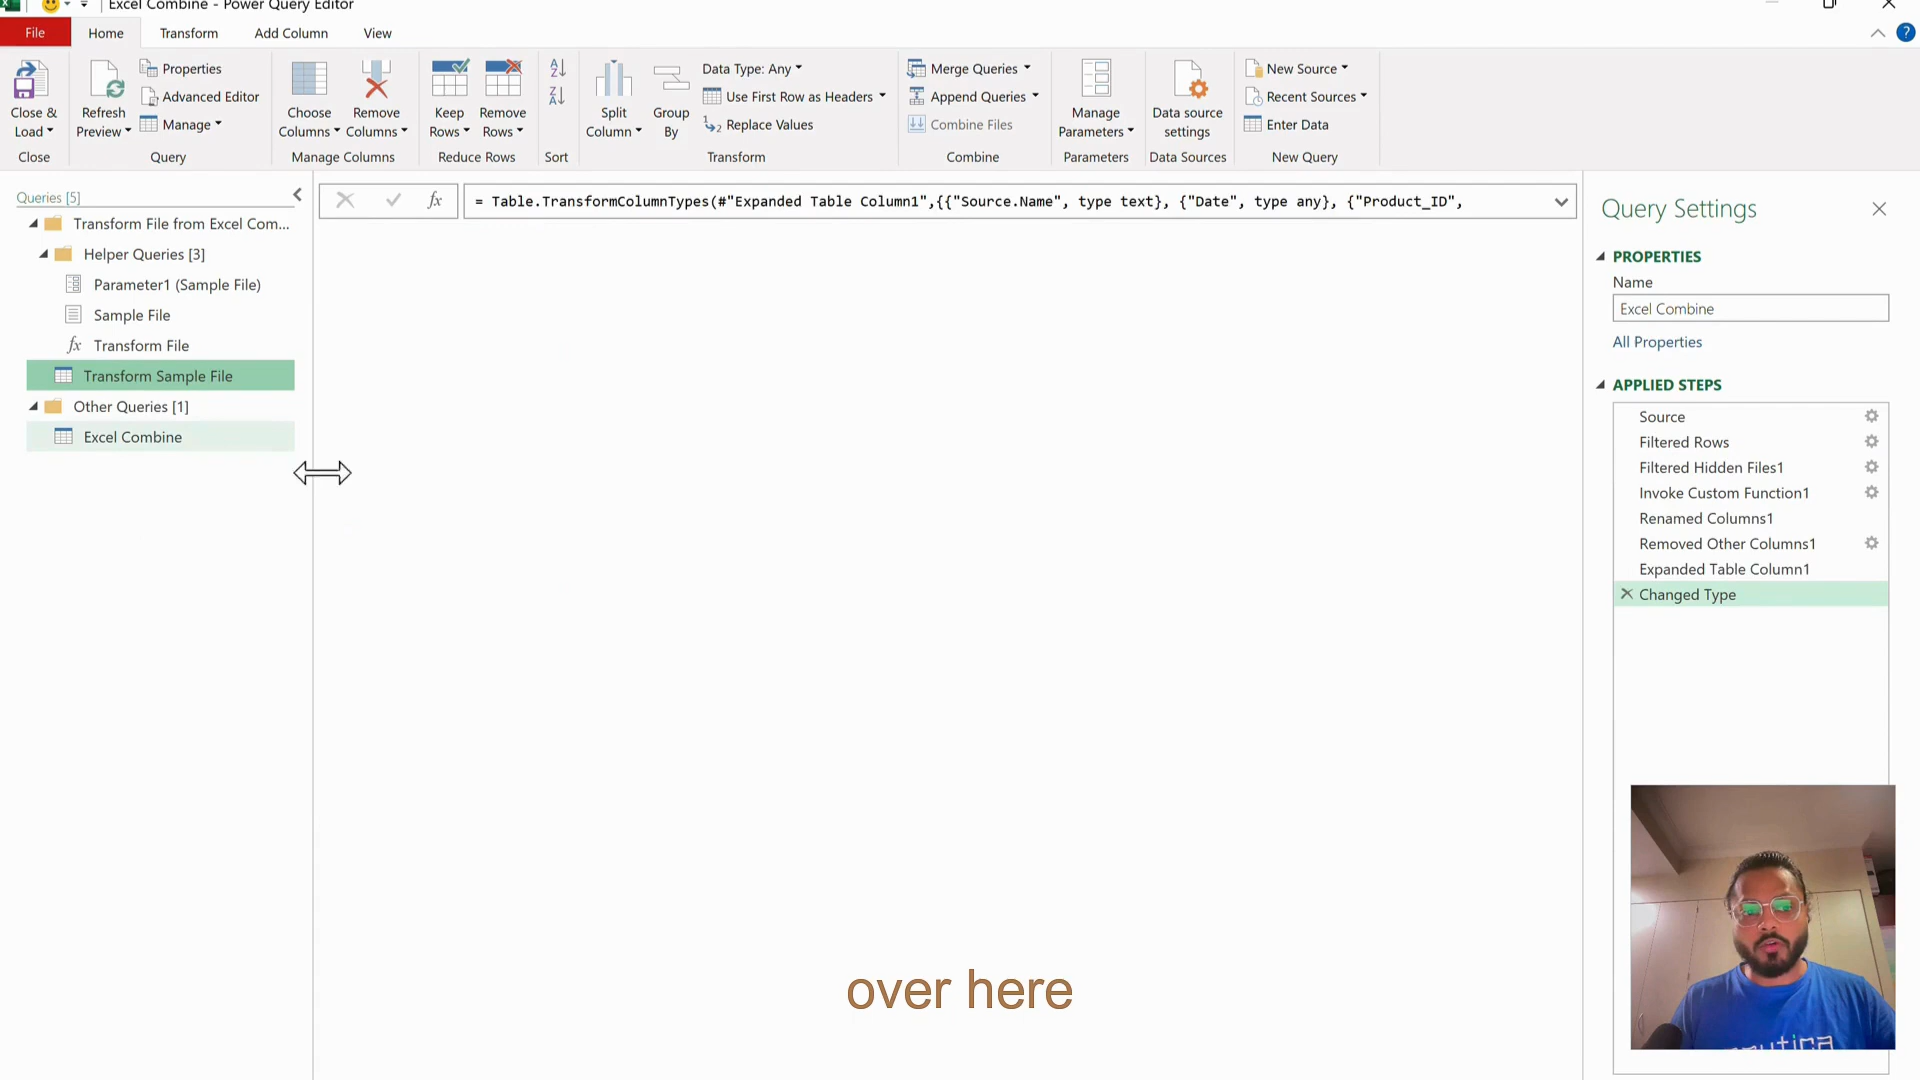 Excel Combine - Power Query Editor
File
Home
Transform
Add Column
View
?
Close &
Load
Close
Refresh
Preview
Properties
Advanced Editor
Manage
Query
Choose
Columns
Remove
Columns
Manage Columns
Keep
Rows
Remove
Rows
Reduce Rows
Sort
Split
Column
Group
By
Data Type: Any
Use First Row as Headers
Replace Values
Transform
Merge Queries
Append Queries
Combine Files
Combine
Manage
Parameters
Parameters
Data source
settings
Data Sources
New Source
Recent Sources
Enter Data
New Query
Queries [5]
Transform File from Excel Com...
Helper Queries [3]
Parameter1 (Sample File)
Sample File
fx Transform File
Transform Sample File
Other Queries [1]
Excel Combine
fx
= Table.TransformColumnTypes(#"Expanded Table Column1",{{"Source.Name", type text}, {"Date", type any}, {"Product_ID",
Query Settings
PROPERTIES
Name
Excel Combine
All Properties
APPLIED STEPS
Source
Filtered Rows
Filtered Hidden Files1
Invoke Custom Function1
Renamed Columns1
Removed Other Columns1
Expanded Table Column1
Changed Type
over here